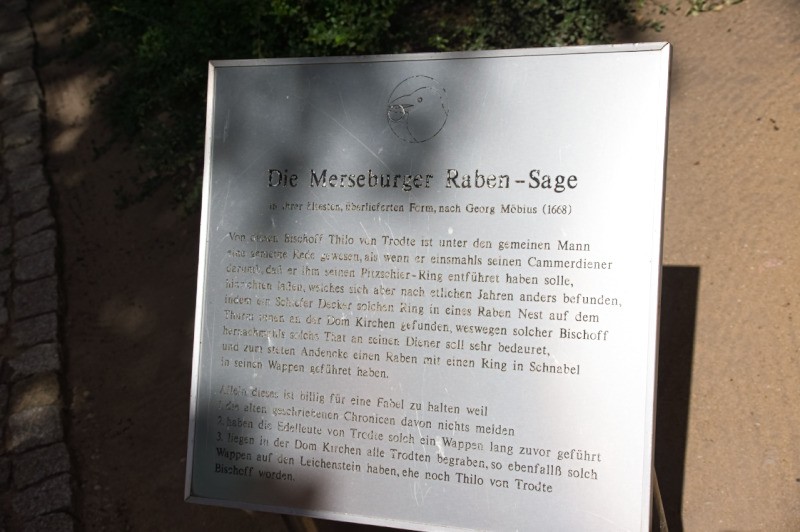 Die Merseburger Raben-Sage
in ihrer ältesten, überlieferten Form, nach Georg Möbius (1668)
Von Bischoff Thilo von Trodte ist unter den gemeinen Mann
eine gemeine Rede gewesen, als wenn er einsmahls seinen Cammerdiener
darumb, daß er ihm seinen Pitzschier-Ring entführet haben solle,
hinrichten laßen, welches sich aber nach etlichen Jahren anders befunden,
indem ein Schiefer Decker solchen Ring in eines Raben Nest auf dem
Thurm an der Dom Kirchen gefunden, weswegen solcher Bischoff
hernachmahls solche That an seinen Diener soll sehr bedauret,
und zum steten Andencke einen Raben mit einen Ring in Schnabel
in seinen Wappen geführet haben.
Allein dieses ist billig für eine Fabel zu halten weil
1. die alten geschriebenen Chronicen davon nichts melden
2. haben die Edelleute von Trodte solch ein Wappen lang zuvor geführt
3. liegen in der Dom Kirchen alle Trodten begraben, so ebenfallß solch
Wappen auf den Leichenstein haben, ehe noch Thilo von Trodte
Bischoff worden.